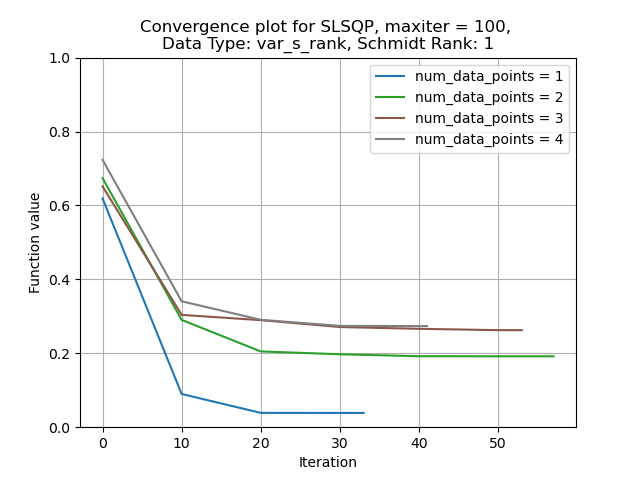 Convergence plot for SLSQP, maxiter = 100,
Data Type: var_s_rank, Schmidt Rank: 1
num_data_points = 1
num_data_points = 2
num_data_points = 3
num_data_points = 4
Function value
1.0
0.8
0.6
0.4
0.2
0.0
0 10 20 30 40 50
Iteration